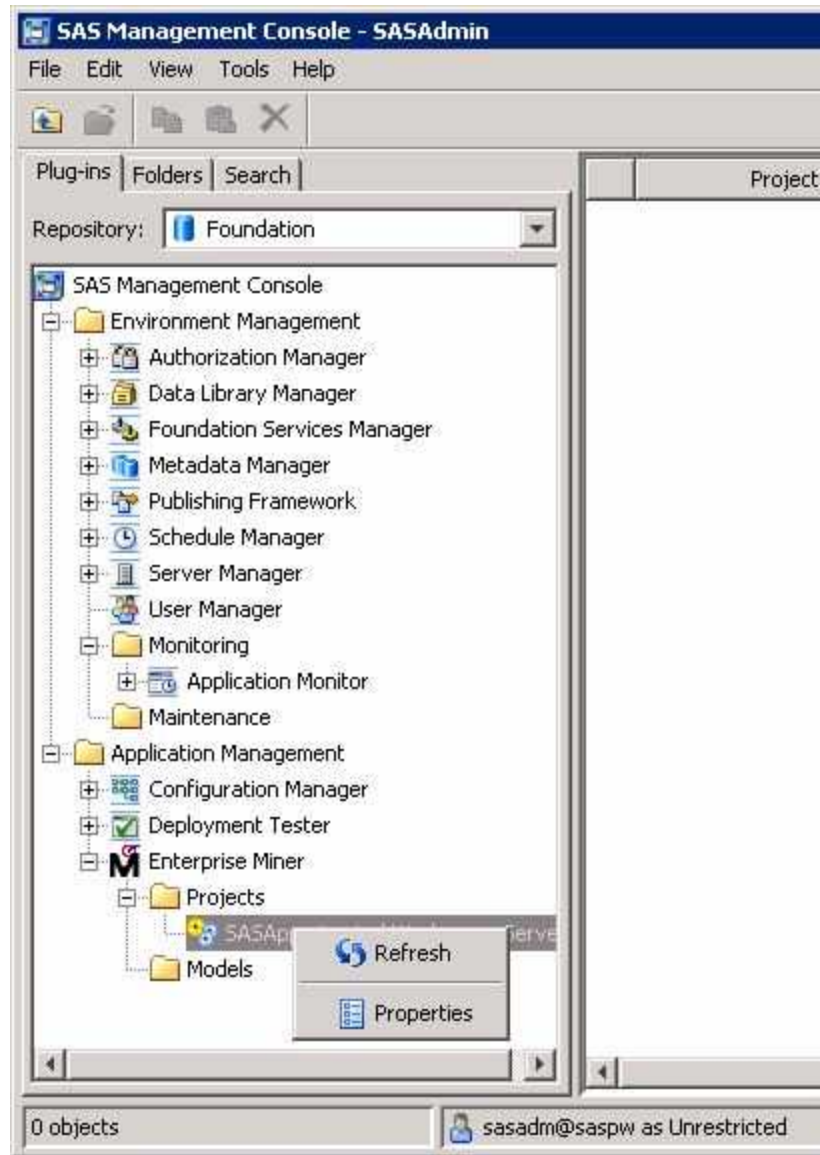 SAS Management Console - SASAdmin
File Edit View Tools Help
Plug-ins Folders Search
Project
Repository: Foundation
SAS Management Console
Environment Management
Authorization Manager
Data Library Manager
Foundation Services Manager
Metadata Manager
Publishing Framework
Schedule Manager
Server Manager
User Manager
Monitoring
Application Monitor
Maintenance
Application Management
Configuration Manager
Deployment Tester
Enterprise Miner
Projects
SASAp
Refresh
Models
Properties
0 objects
sasadm@saspw as Unrestricted